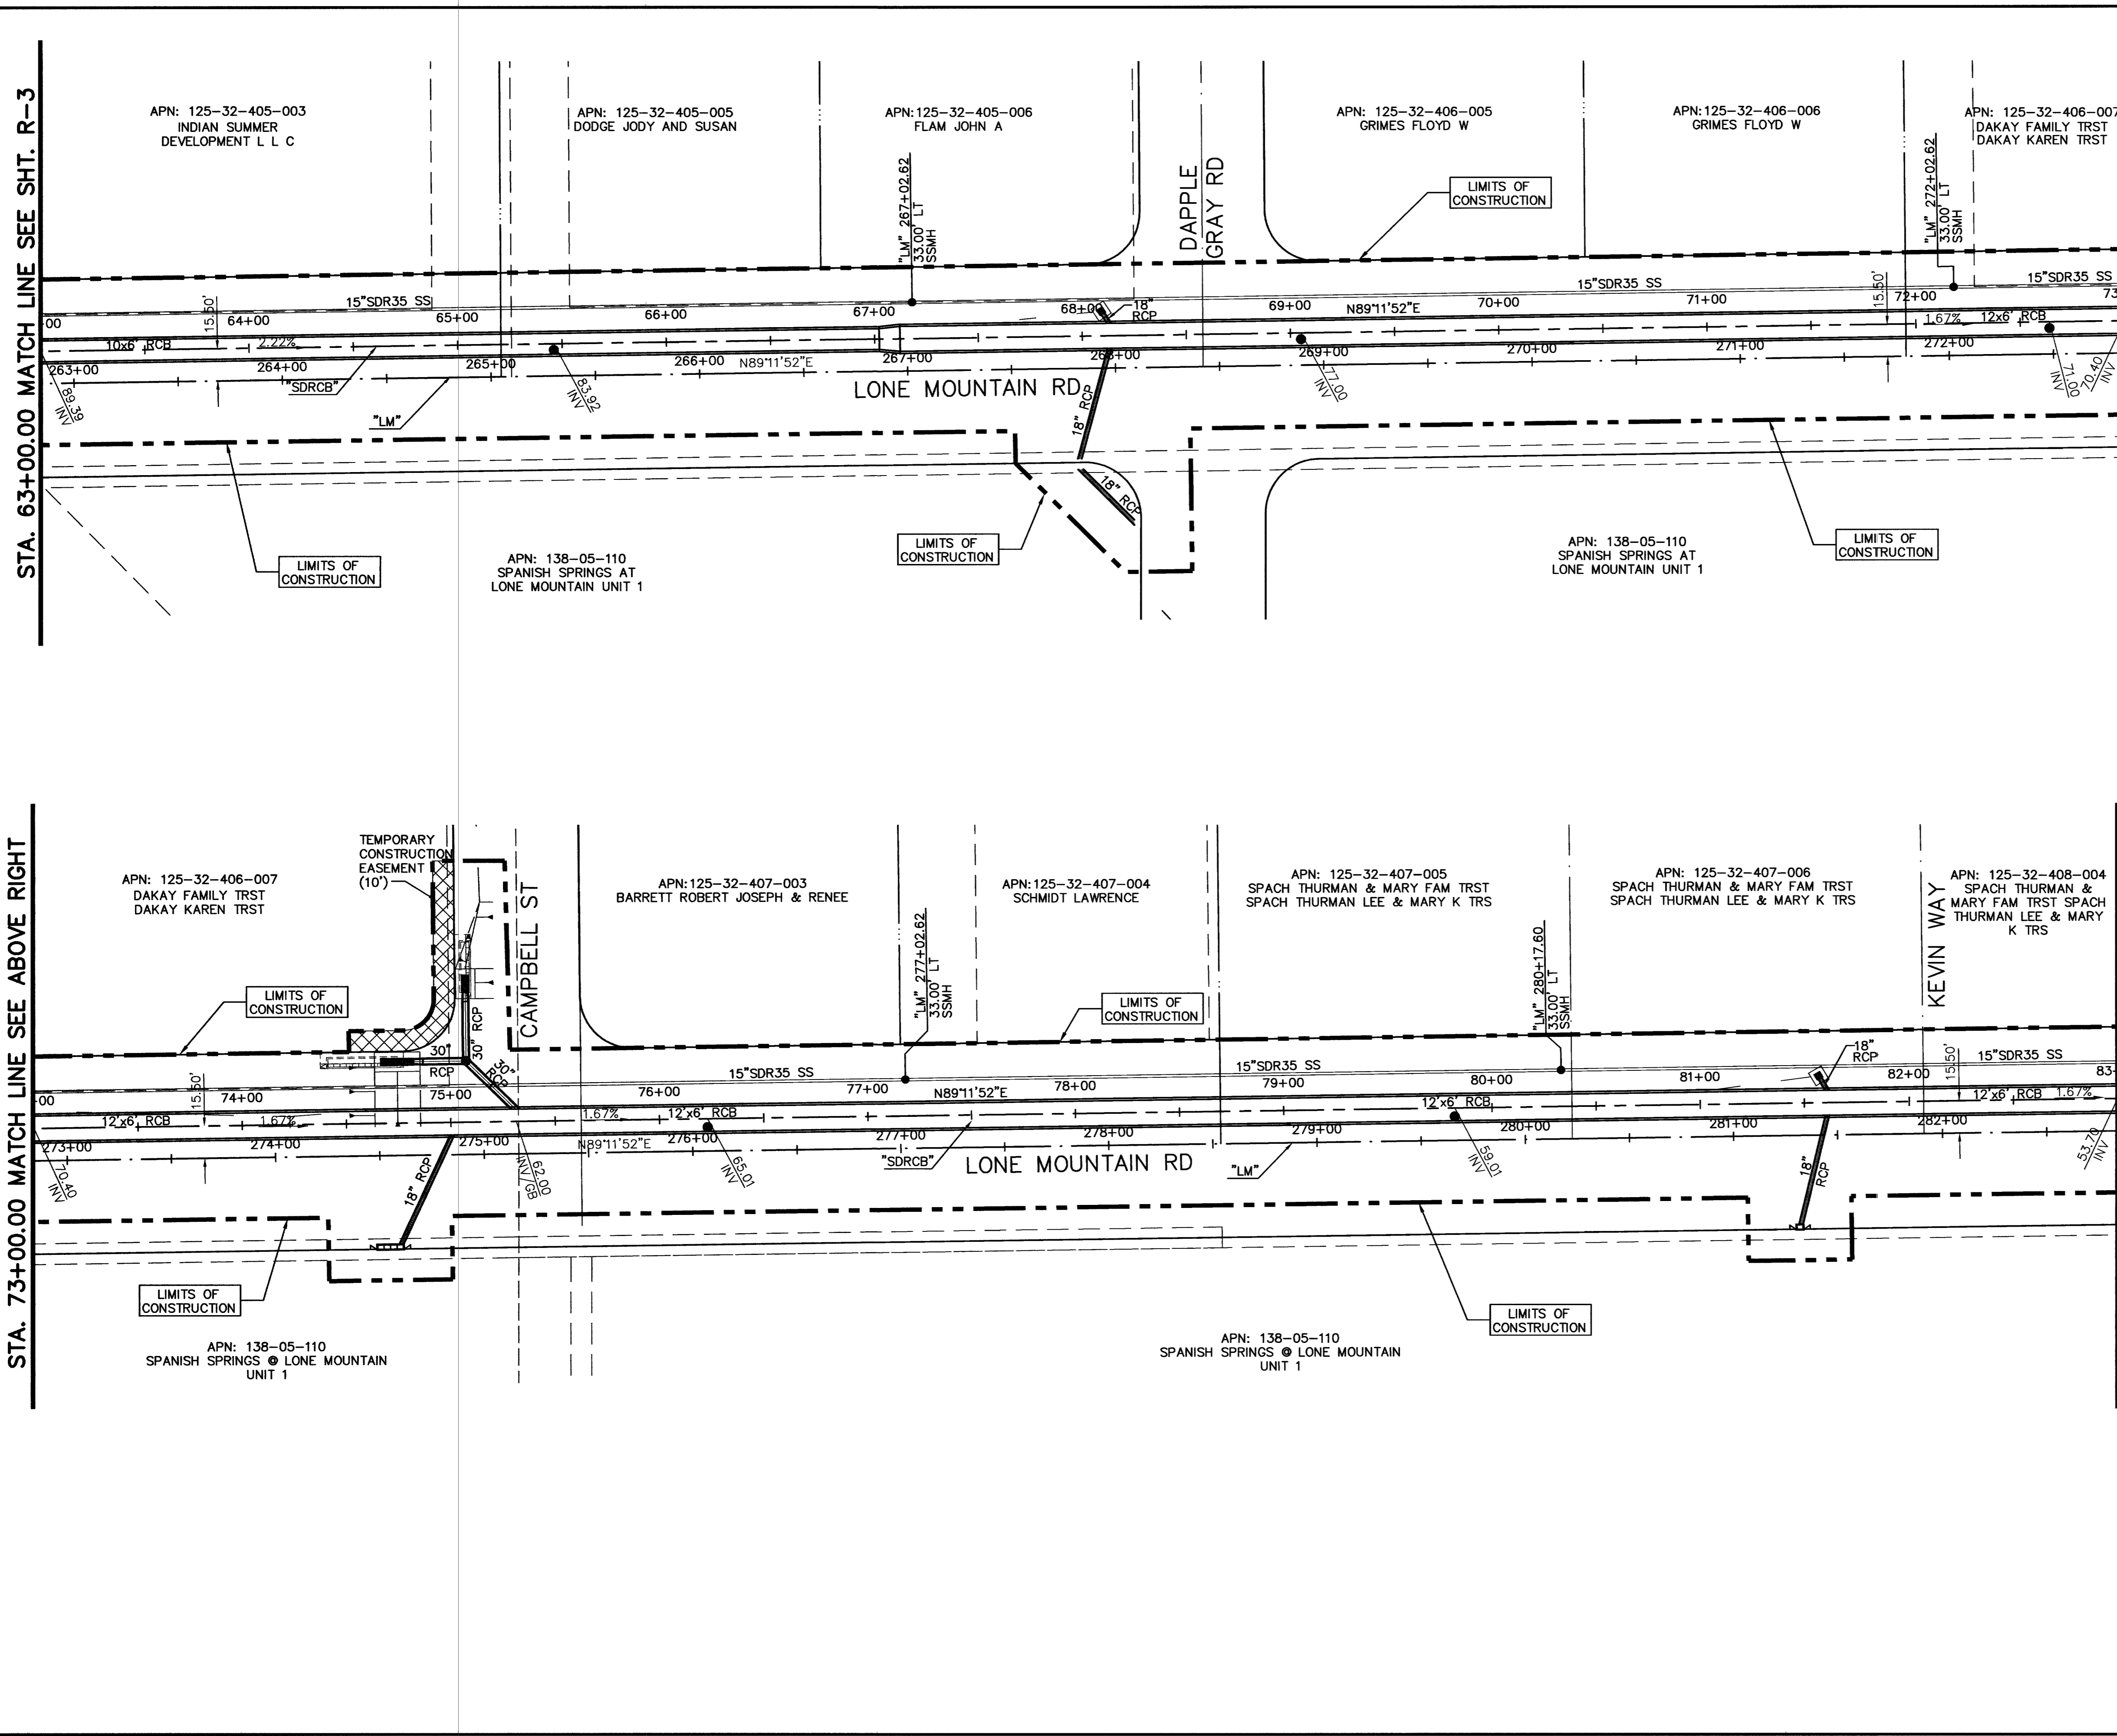 STA. 63+00.00 MATCH LINE SEE SHT. R-3
APN: 125-32-405-003
INDIAN SUMMER
DEVELOPMENT L L C
APN: 125-32-405-005
DODGE JODY AND SUSAN
APN: 125-32-405-006
FLAM JOHN A
DAPPLE
GRAY RD
APN: 125-32-406-005
GRIMES FLOYD W
APN:125-32-406-006
GRIMES FLOYD W
APN: 125-32-406-007
DAKAY FAMILY TRST
DAKAY KAREN TRST
"LM" 267+02.62
33.00' LT
SSMH
LIMITS OF
CONSTRUCTION
"LM" 272+02.62
33.00' LT
SSMH
15"SDR35 SS
15"SDR35 SS
15"SDR35 SS
15.50'
15.50'
+00
64+00
65+00
66+00
67+00
68+00
18"
RCP
69+00
N89°11'52"E
70+00
71+00
72+00
73
10x6' RCB
2.22%
1.67%
12x6' RCB
263+00
264+00
265+00
266+00
N89°11'52"E
267+00
268+00
269+00
270+00
271+00
272+00
"SDRCB"
"LM"
89.39
INV
83.92
INV
LONE MOUNTAIN RD
18" RCP
77.00
INV
71.00
INV
70.40
INV
18" RCP
LIMITS OF
CONSTRUCTION
APN: 138-05-110
SPANISH SPRINGS AT
LONE MOUNTAIN UNIT 1
LIMITS OF
CONSTRUCTION
APN: 138-05-110
SPANISH SPRINGS AT
LONE MOUNTAIN UNIT 1
LIMITS OF
CONSTRUCTION
STA. 73+00.00 MATCH LINE SEE ABOVE RIGHT
APN: 125-32-406-007
DAKAY FAMILY TRST
DAKAY KAREN TRST
TEMPORARY
CONSTRUCTION
EASEMENT
(10')
CAMPBELL ST
APN:125-32-407-003
BARRETT ROBERT JOSEPH & RENEE
APN:125-32-407-004
SCHMIDT LAWRENCE
APN: 125-32-407-005
SPACH THURMAN & MARY FAM TRST
SPACH THURMAN LEE & MARY K TRS
APN: 125-32-407-006
SPACH THURMAN & MARY FAM TRST
SPACH THURMAN LEE & MARY K TRS
KEVIN WAY
APN: 125-32-408-004
SPACH THURMAN &
MARY FAM TRST SPACH
THURMAN LEE & MARY
K TRS
LIMITS OF
CONSTRUCTION
"LM" 277+02.62
33.00' LT
SSMH
LIMITS OF
CONSTRUCTION
"LM" 280+17.60
33.00' LT
SSMH
30" RCP
30"
RCP
30"
RCP
15"SDR35 SS
15"SDR35 SS
18"
RCP
15"SDR35 SS
15.50'
15.50'
+00
74+00
75+00
76+00
77+00
N89°11'52"E
78+00
79+00
80+00
81+00
82+00
83+
12'x6' RCB
1.67%
1.67%
12'x6' RCB
12'x6' RCB
12'x6' RCB
1.67%
273+00
274+00
275+00
N89°11'52"E
276+00
277+00
278+00
279+00
280+00
281+00
282+00
70.40
INV
18" RCP
62.00
INV/GB
65.01
INV
"SDRCB"
LONE MOUNTAIN RD
"LM"
59.01
INV
18"
RCP
53.70
INV
LIMITS OF
CONSTRUCTION
LIMITS OF
CONSTRUCTION
APN: 138-05-110
SPANISH SPRINGS @ LONE MOUNTAIN
UNIT 1
APN: 138-05-110
SPANISH SPRINGS @ LONE MOUNTAIN
UNIT 1